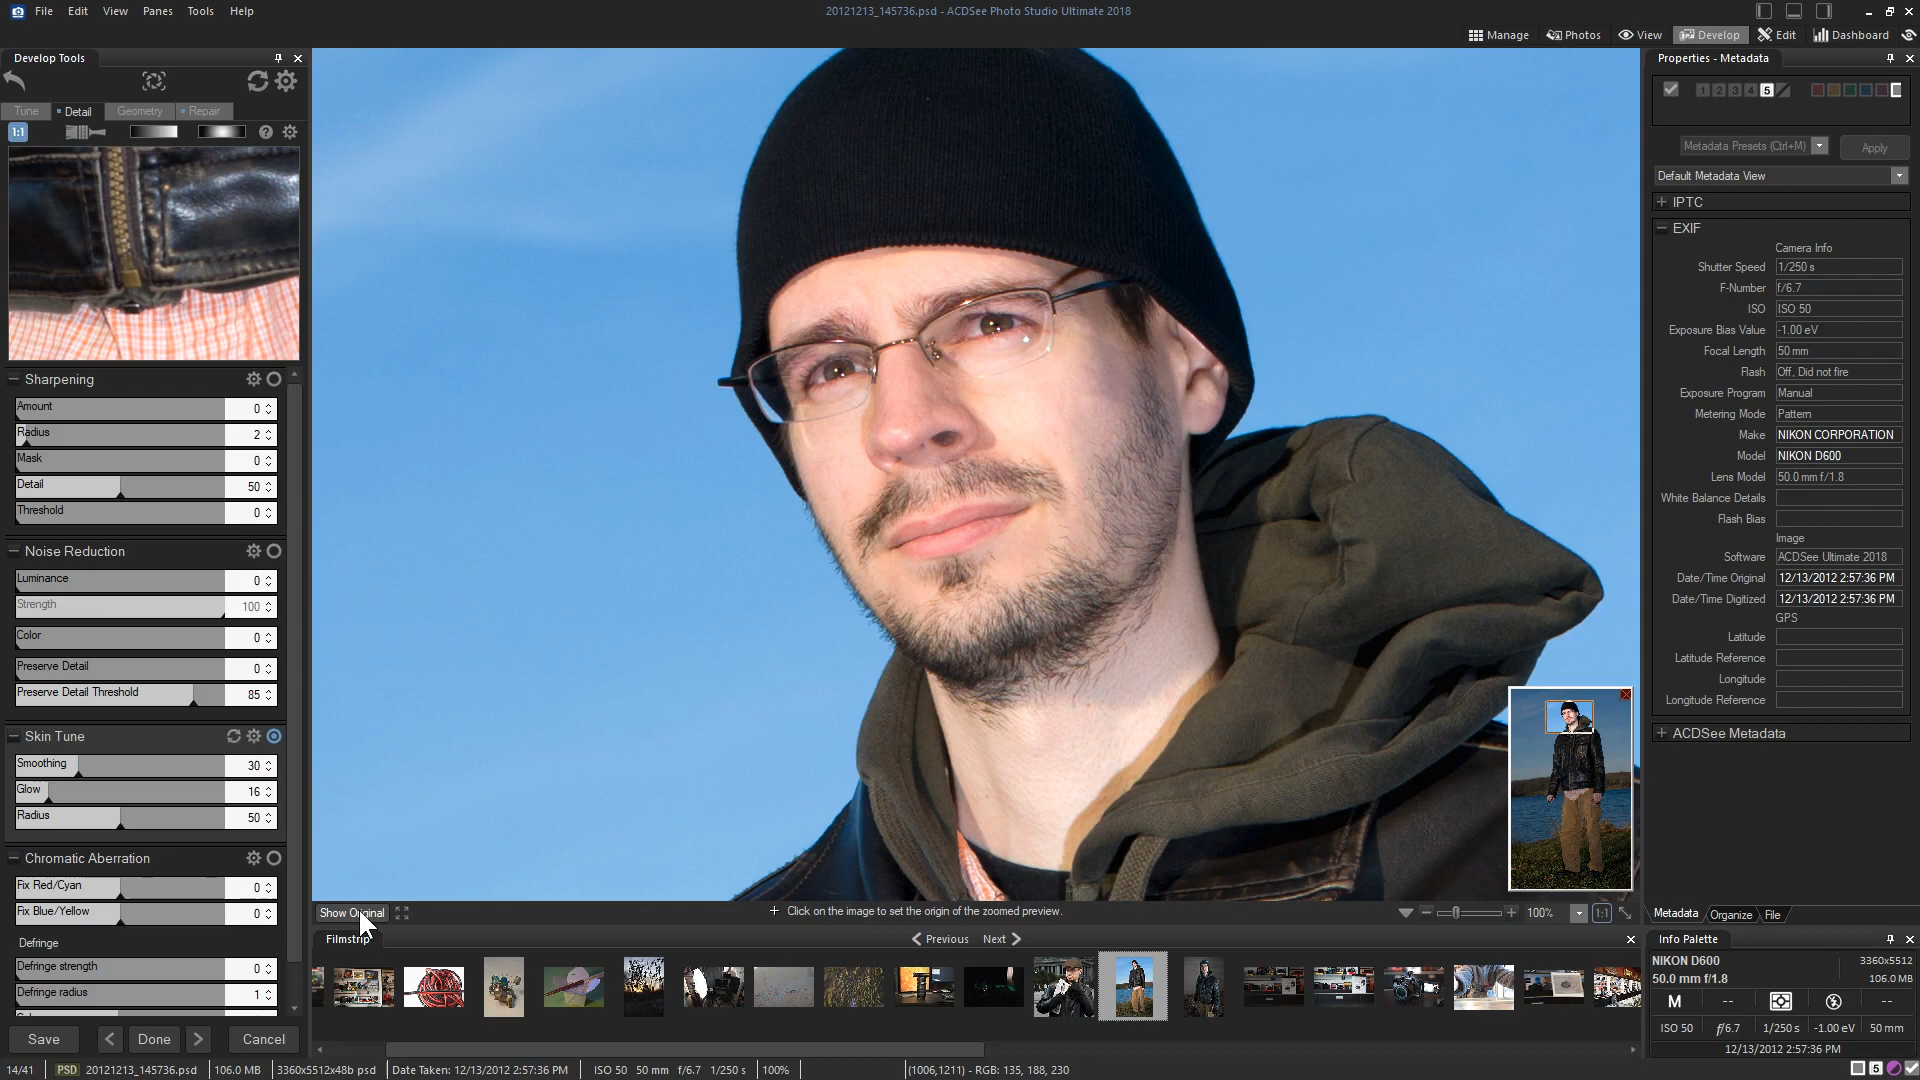 File Edit View Panes Tools Help
20121213_145736.psd - ACDSee Photo Studio Ultimate 2018
Manage Photos View Develop Edit Dashboard
Develop Tools
Tune Detail Geometry Repair
1:1
Sharpening
Amount 0
Radius 2
Mask 0
Detail 50
Threshold 0
Noise Reduction
Luminance 0
Strength 100
Color 0
Preserve Detail 0
Preserve Detail Threshold 85
Skin Tune
Smoothing 30
Glow 16
Radius 50
Chromatic Aberration
Fix Red/Cyan 0
Fix Blue/Yellow 0
Defringe
Defringe strength 0
Defringe radius 1
Save Done Cancel
Show Original
Click on the image to set the origin of the zoomed preview.
100% 1:1
Filmstrip
Previous Next
Properties - Metadata
1 2 3 4 5
Metadata Presets (Ctrl+M) Apply
Default Metadata View
IPTC
EXIF
Camera Info
Shutter Speed 1/250 s
F-Number f/6.7
ISO ISO 50
Exposure Bias Value -1.00 eV
Focal Length 50 mm
Flash Off, Did not fire
Exposure Program Manual
Metering Mode Pattern
Make NIKON CORPORATION
Model NIKON D600
Lens Model 50.0 mm f/1.8
White Balance Details
Flash Bias
Image
Software ACDSee Ultimate 2018
Date/Time Original 12/13/2012 2:57:36 PM
Date/Time Digitized 12/13/2012 2:57:36 PM
GPS
Latitude
Latitude Reference
Longitude
Longitude Reference
ACDSee Metadata
Metadata Organize File
Info Palette
NIKON D600 3360x5512
50.0 mm f/1.8 106.0 MB
M -- --
ISO 50 f/6.7 1/250 s -1.00 eV 50 mm
12/13/2012 2:57:36 PM
14/41 PSD 20121213_145736.psd 106.0 MB 3360x5512x48b psd Date Taken: 12/13/2012 2:57:36 PM ISO 50 50 mm f/6.7 1/250 s 100% (1006,1211) - RGB: 135, 188, 230 5